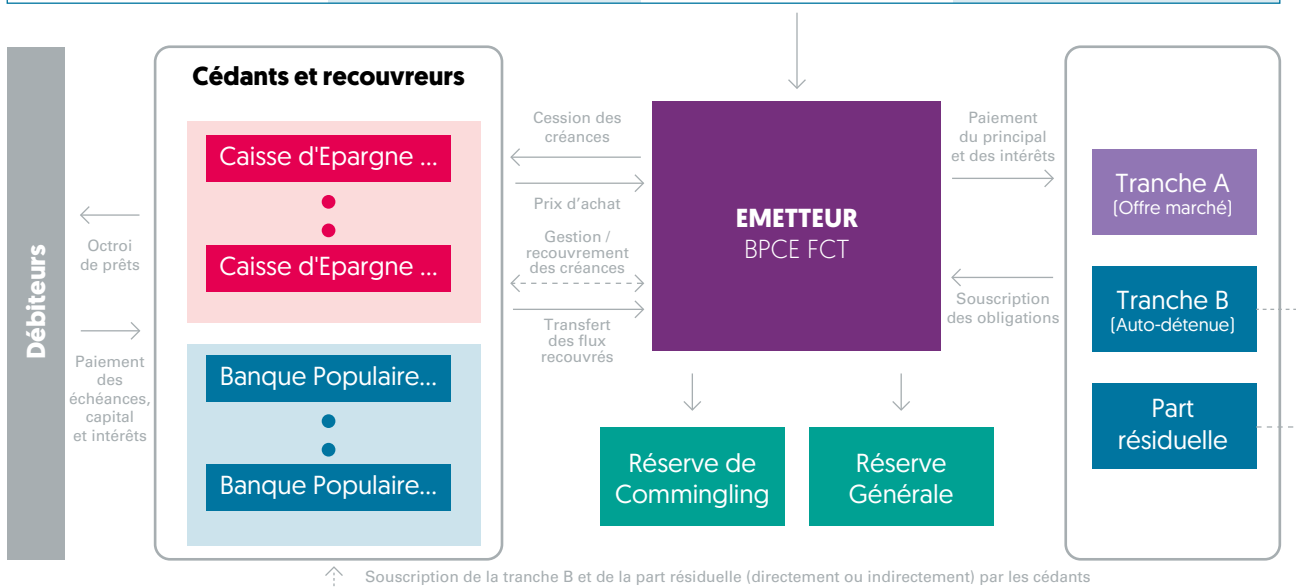 Débiteurs
Octroi
de prêts
Paiement
des
échéances,
capital
et intérêts
Cédants et recouvreurs
Caisse d'Epargne ...
Caisse d'Epargne ...
Banque Populaire...
Banque Populaire...
Cession des
créances
Prix d'achat
Gestion /
recouvrement
des créances
Transfert
des flux
recouvrés
EMETTEUR
BPCE FCT
Réserve de
Commingling
Réserve
Générale
Paiement
du principal
et des intérêts
Souscription
des obligations
Tranche A
(Offre marché)
Tranche B
(Auto-détenue)
Part
résiduelle
Souscription de la tranche B et de la part résiduelle (directement ou indirectement) par les cédants